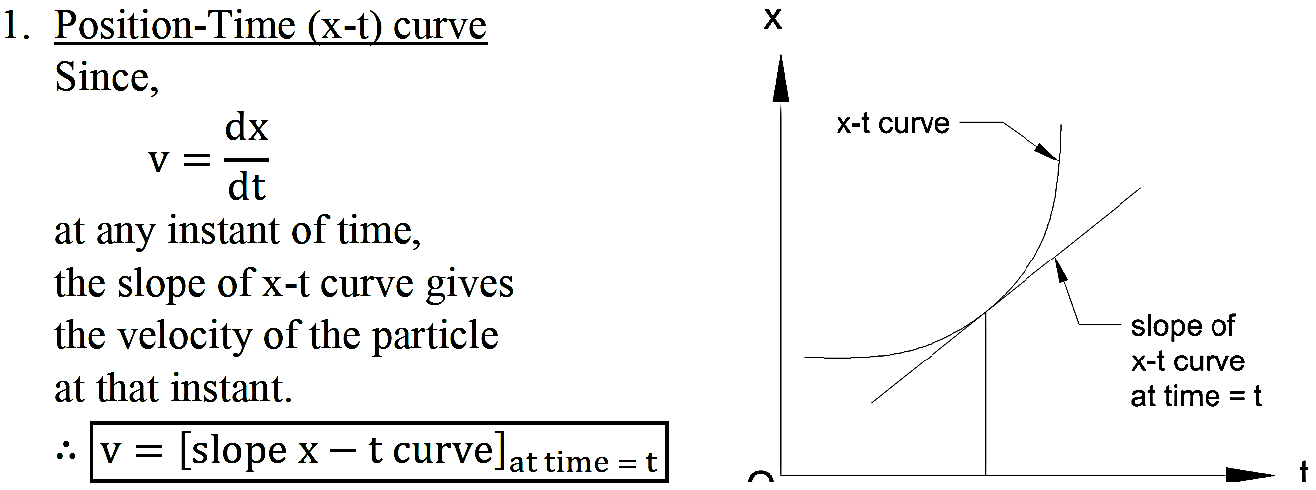 1. Position-Time (x-t) curve
Since,
v = dx/dt
at any instant of time,
the slope of x-t curve gives
the velocity of the particle
at that instant.
∴ v = [slope x − t curve]at time = t
x
x-t curve
slope of
x-t curve
at time = t
O
t